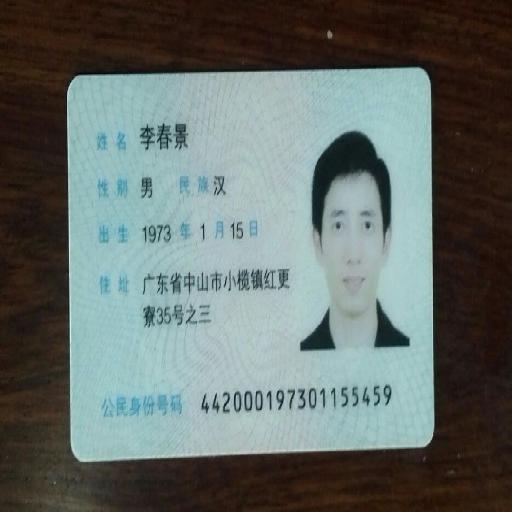 姓名 李春景
性别 男 民族 汉
出生 1973 年 1 月 15 日
住址 广东省中山市小榄镇红更
寮35号之三
公民身份号码 442000197301155459